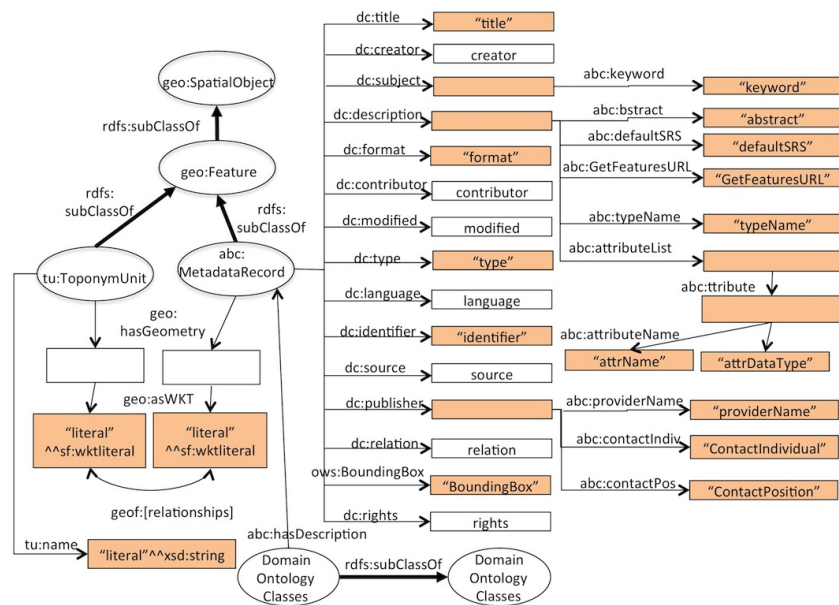 dc:title
"title"
dc:creator
creator
geo:SpatialObject
dc:subject
abc:keyword
"keyword"
rdfs:subClassOf
dc:description
abc:bstract
"abstract"
abc:defaultSRS
"defaultSRS"
geo:Feature
dc:format
"format"
abc:GetFeaturesURL
"GetFeaturesURL"
rdfs:
subClassOf
rdfs:
subClassOf
dc:contributor
contributor
dc:modified
modified
abc:typeName
"typeName"
abc:
MetadataRecord
tu:ToponymUnit
dc:type
"type"
abc:attributeList
abc:ttribute
dc:language
language
geo:
hasGeometry
dc:identifier
"identifier"
abc:attributeName
"attrName"
"attrDataType"
dc:source
source
geo:asWKT
dc:publisher
abc:providerName
"providerName"
"literal"
^^sf:wktliteral
"literal"
^^sf:wktliteral
dc:relation
relation
abc:contactIndiv
"ContactIndividual"
ows:BoundingBox
"BoundingBox"
abc:contactPos
"ContactPosition"
geof:[relationships]
dc:rights
rights
abc:hasDescription
tu:name
"literal"^^xsd:string
Domain
Ontology
Classes
rdfs:subClassOf
Domain
Ontology
Classes